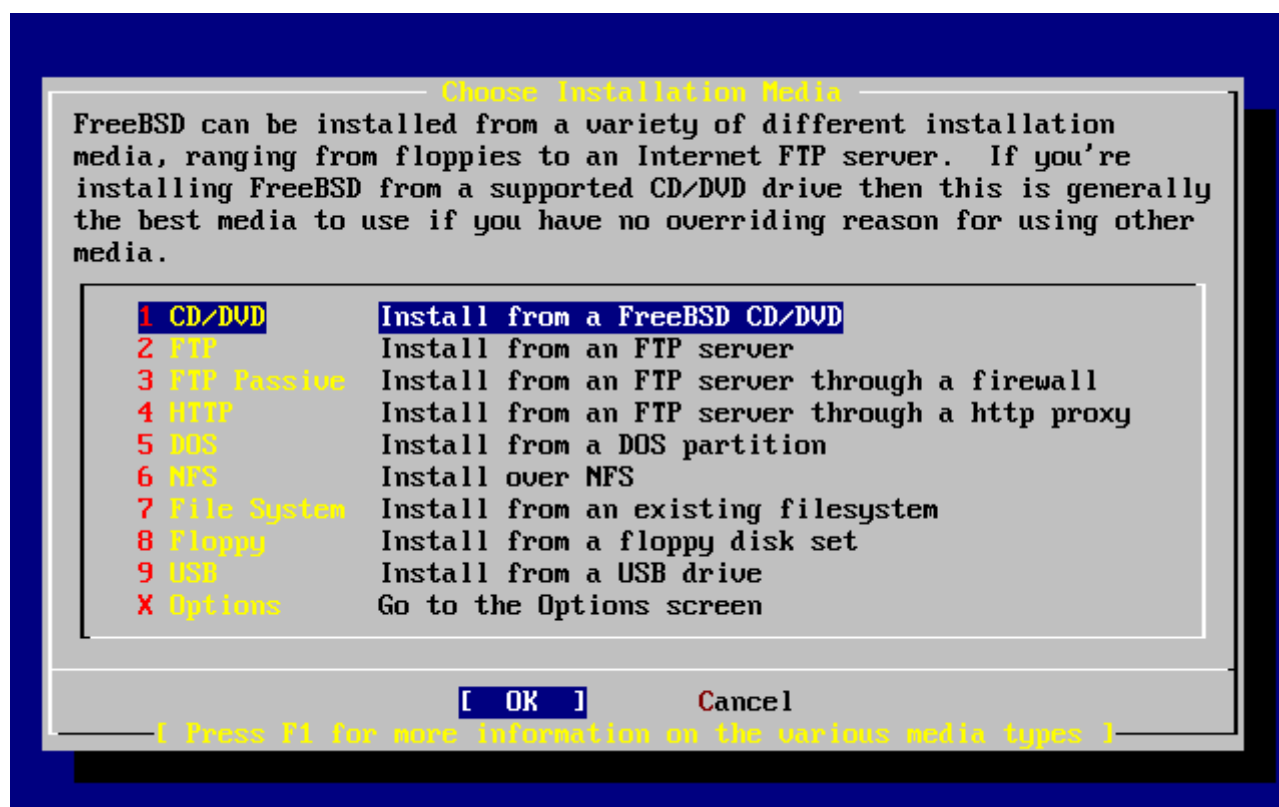 Choose Installation Media
FreeBSD can be installed from a variety of different installation
media, ranging from floppies to an Internet FTP server.  If you're
installing FreeBSD from a supported CD/DVD drive then this is generally
the best media to use if you have no overriding reason for using other
media.
1 CD/DVD Install from a FreeBSD CD/DVD
2 FTP Install from an FTP server
3 FTP Passive Install from an FTP server through a firewall
4 HTTP Install from an FTP server through a http proxy
5 DOS Install from a DOS partition
6 NFS Install over NFS
7 File System Install from an existing filesystem
8 Floppy Install from a floppy disk set
9 USB Install from a USB drive
X Options Go to the Options screen
[ OK ] Cancel
[ Press F1 for more information on the various media types ]